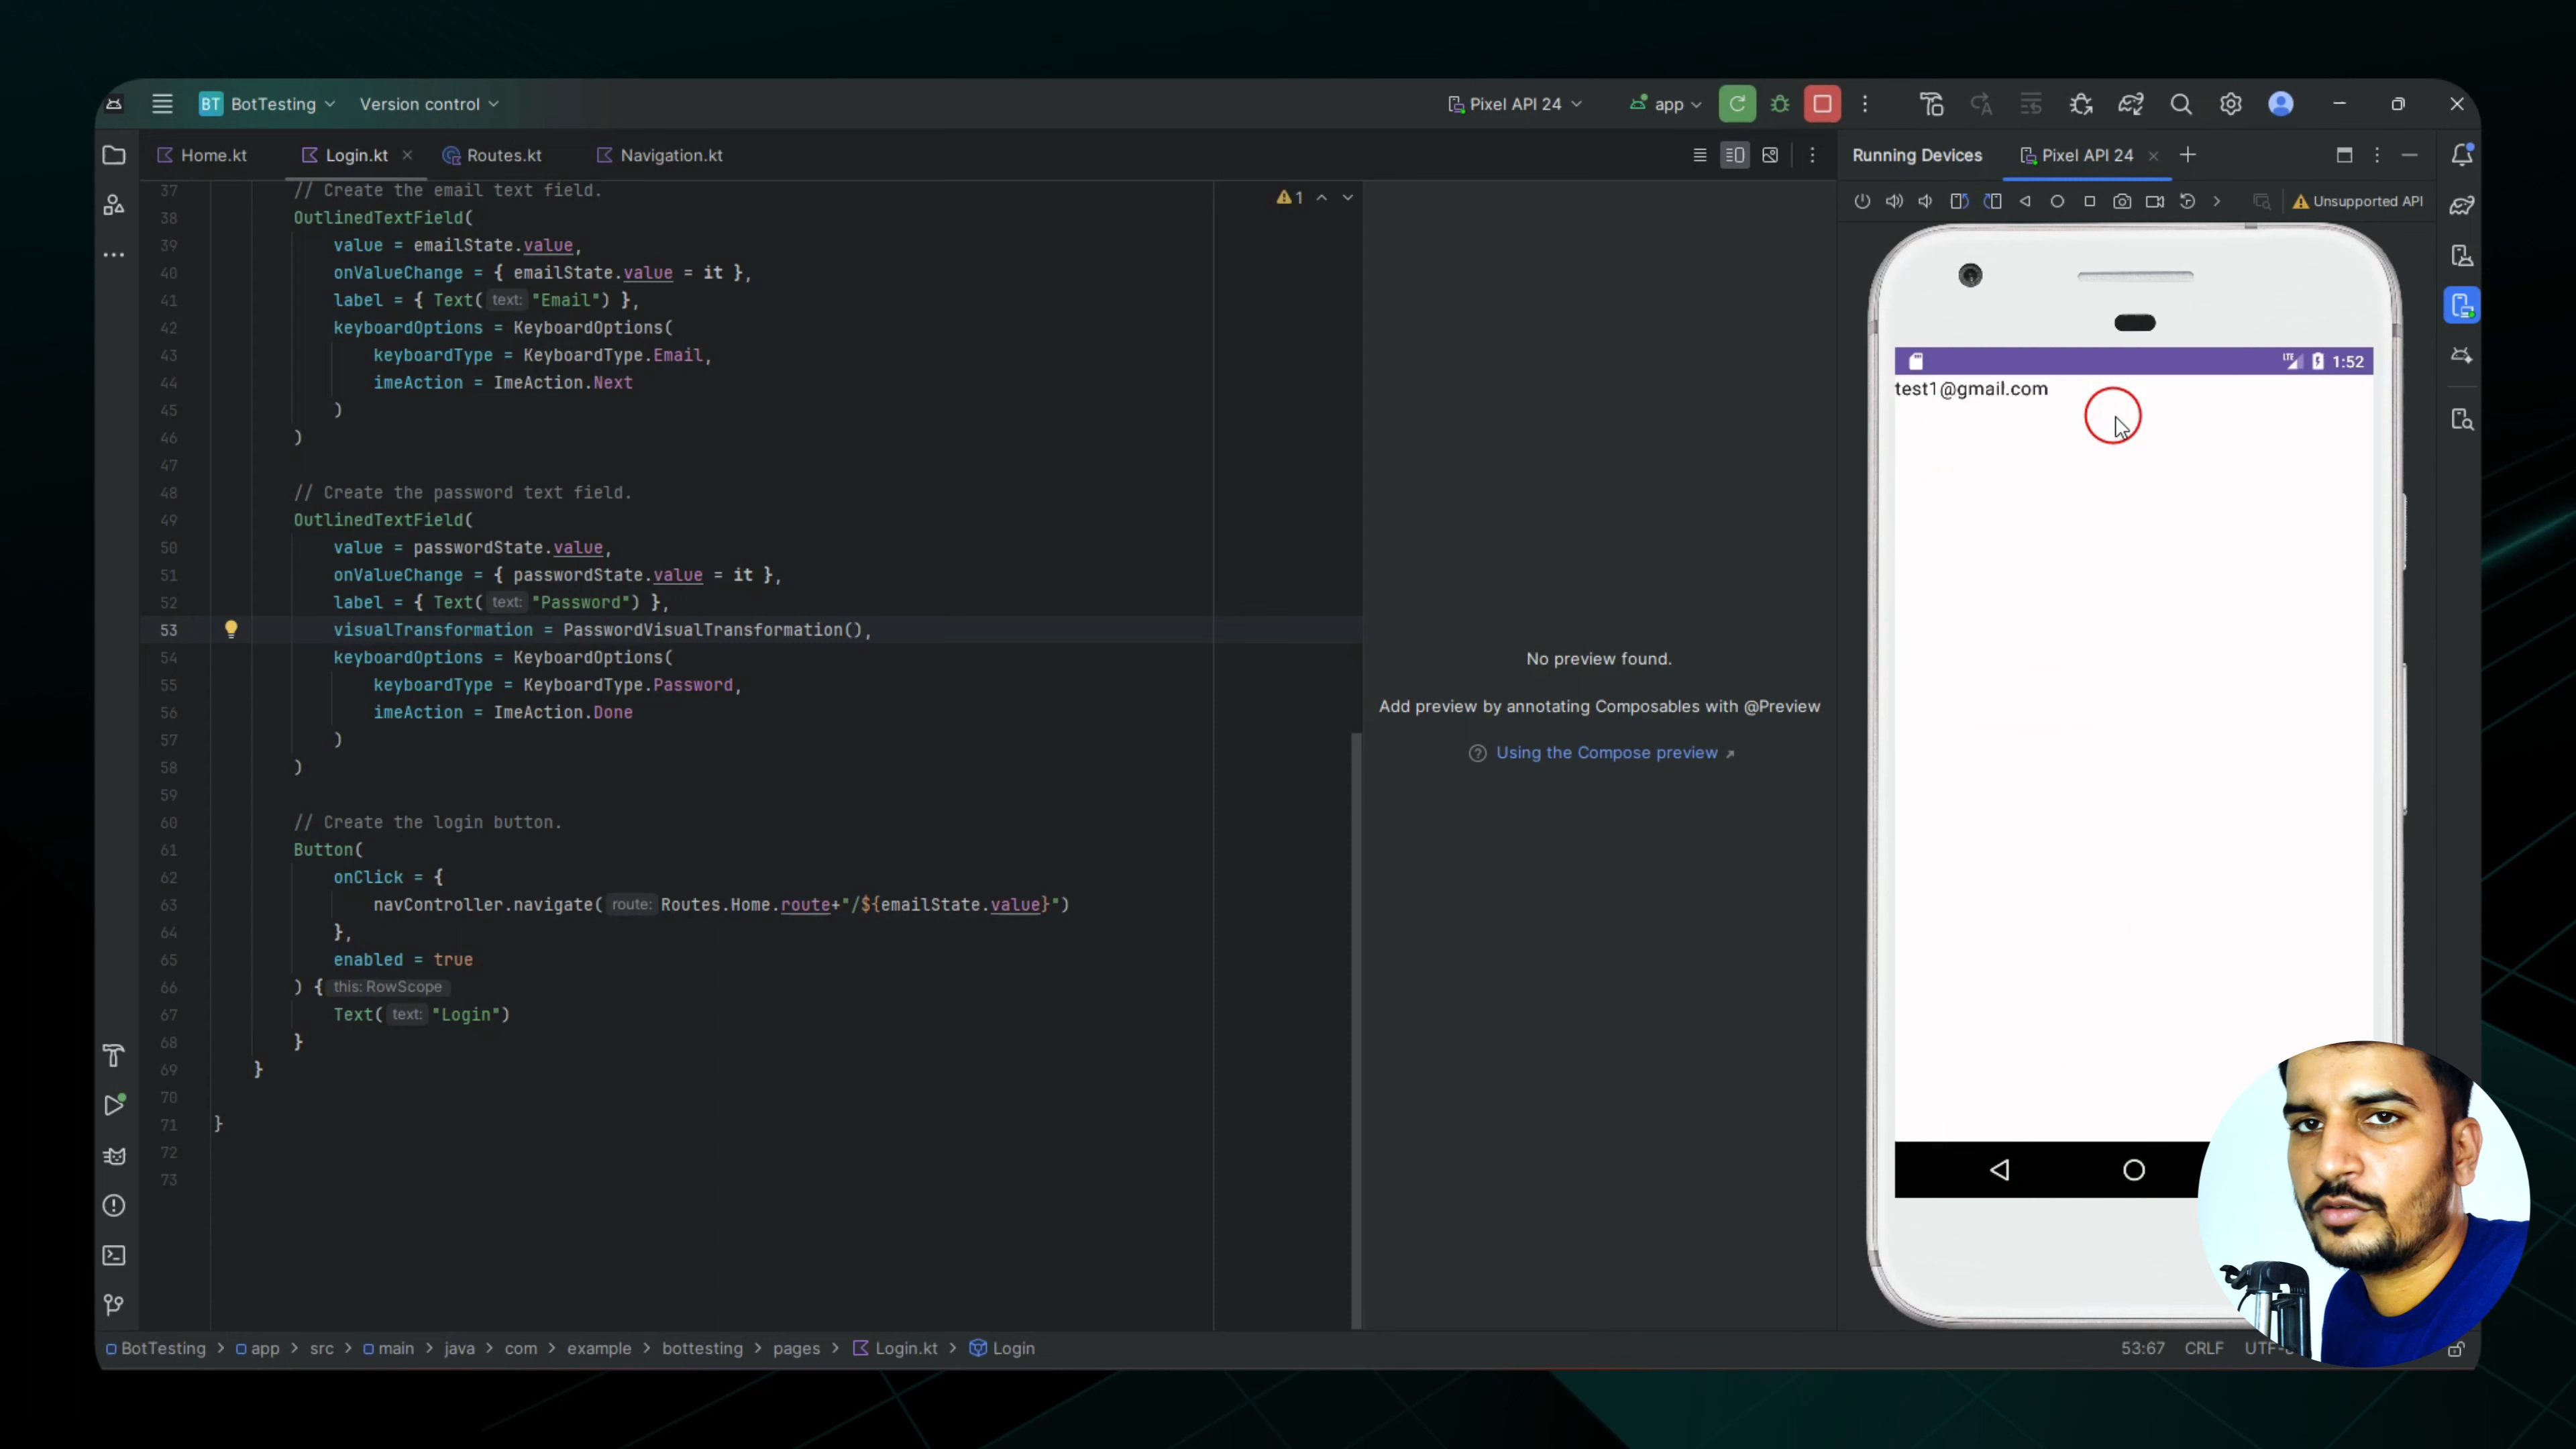 BT BotTesting Version control Pixel API 24 app
Home.kt Login.kt Routes.kt Navigation.kt Running Devices Pixel API 24
1
Unsupported API
37 // Create the email text field.
38 OutlinedTextField(
39 value = emailState.value,
40 onValueChange = { emailState.value = it },
41 label = { Text( text: "Email") },
42 keyboardOptions = KeyboardOptions(
43 keyboardType = KeyboardType.Email,
44 imeAction = ImeAction.Next
45 )
46 )
47
48 // Create the password text field.
49 OutlinedTextField(
50 value = passwordState.value,
51 onValueChange = { passwordState.value = it },
52 label = { Text( text: "Password") },
53 visualTransformation = PasswordVisualTransformation(),
54 keyboardOptions = KeyboardOptions(
55 keyboardType = KeyboardType.Password,
56 imeAction = ImeAction.Done
57 )
58 )
59
60 // Create the login button.
61 Button(
62 onClick = {
63 navController.navigate( route: Routes.Home.route+"/${emailState.value}")
64 },
65 enabled = true
66 ) { this: RowScope
67 Text( text: "Login")
68 }
69 }
70
71 }
72
73
No preview found.
Add preview by annotating Composables with @Preview
Using the Compose preview
LTE 1:52
test1@gmail.com
BotTesting > app > src > main > java > com > example > bottesting > pages > Login.kt > Login
53:67 CRLF